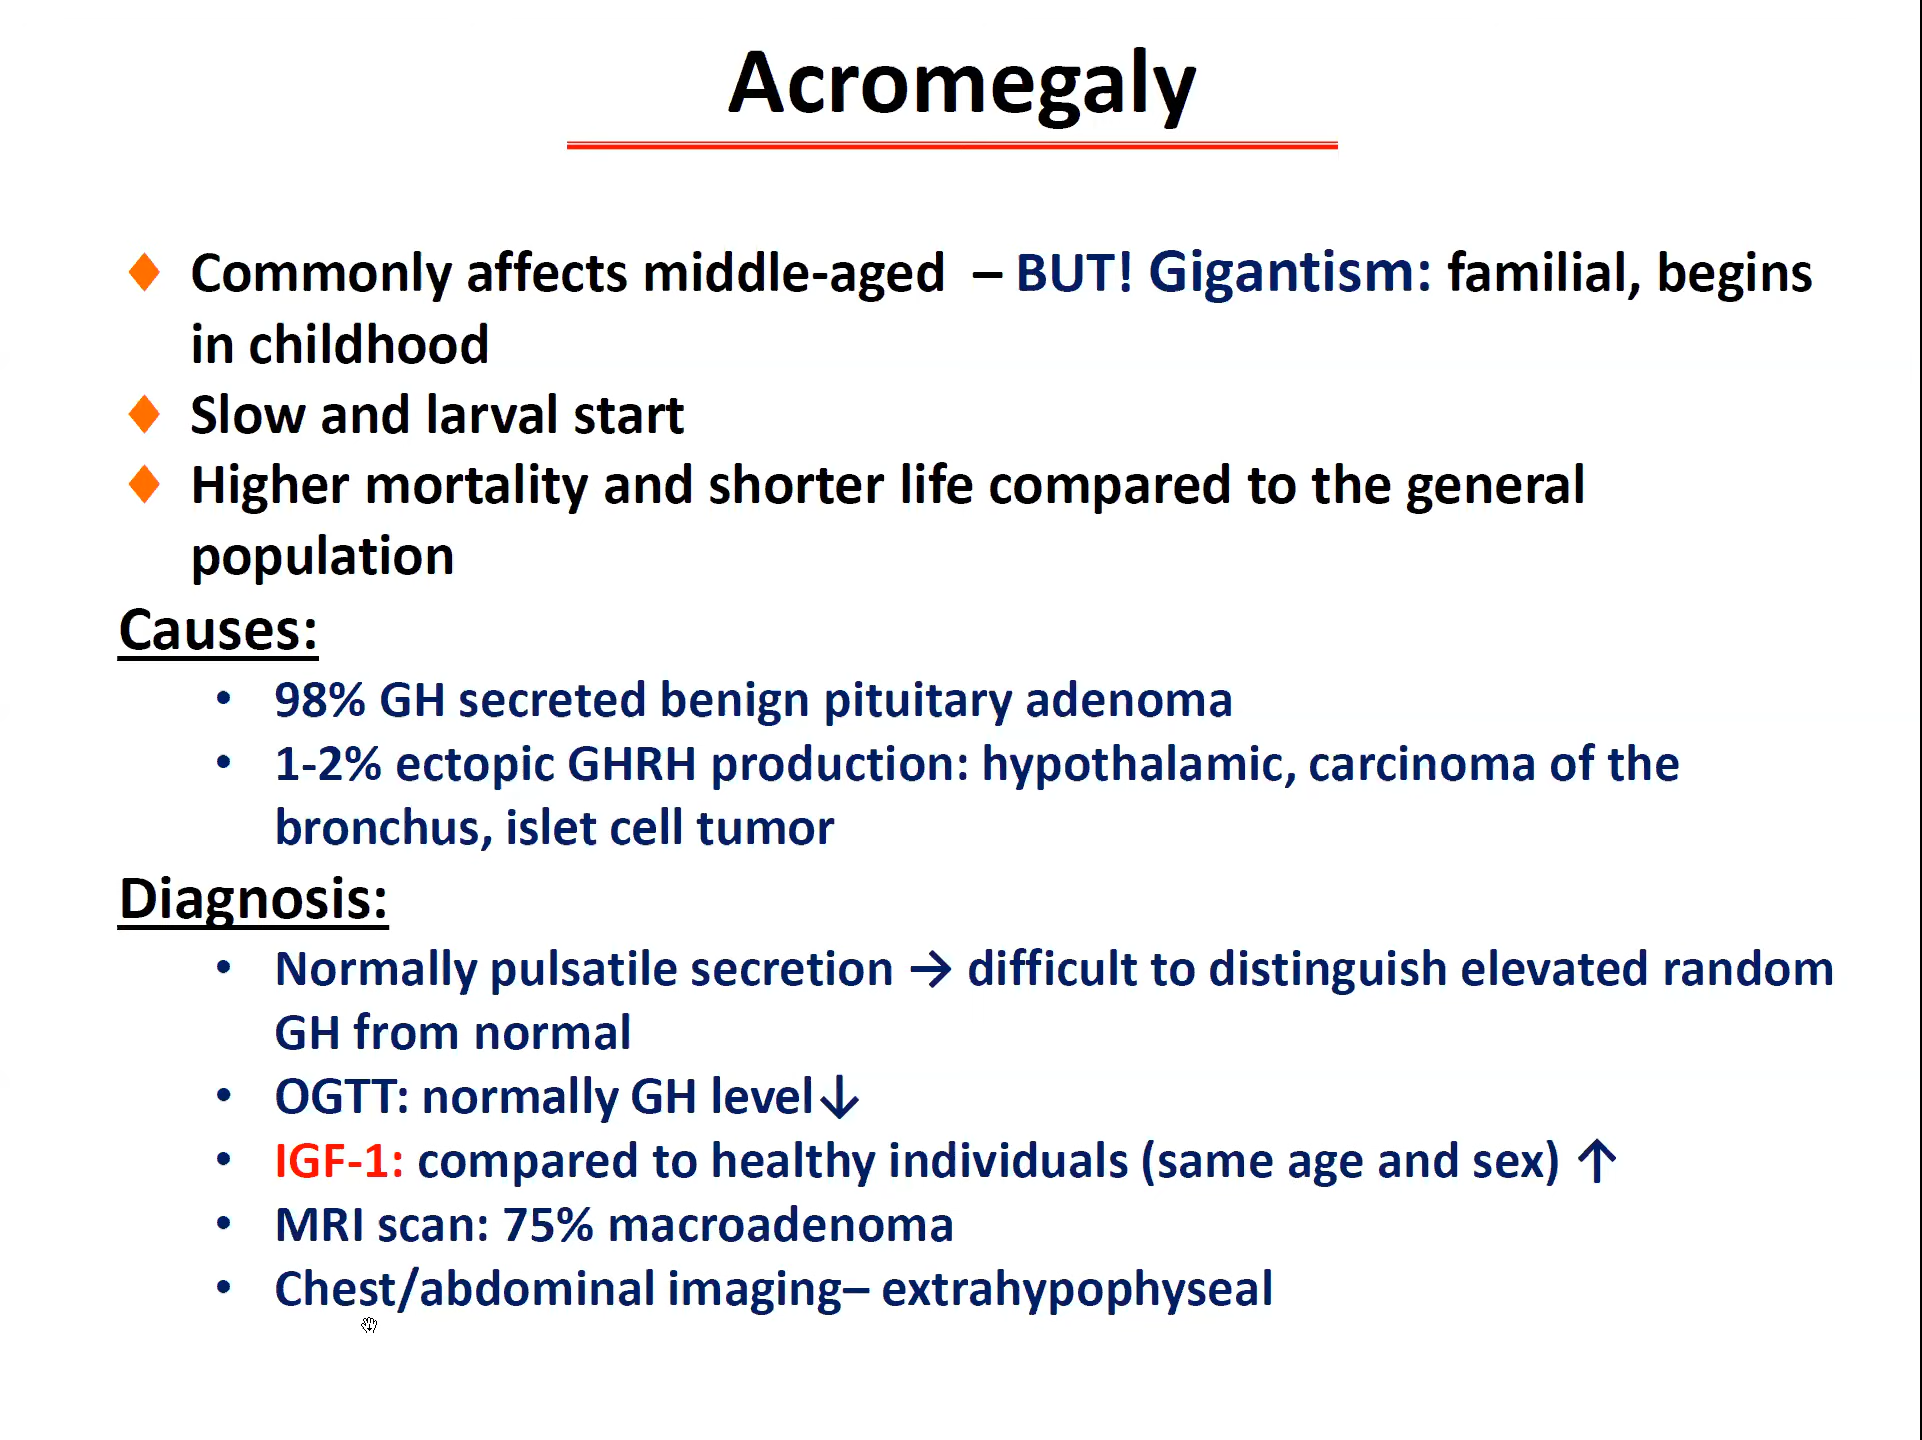 Acromegaly
♦ Commonly affects middle-aged – BUT! Gigantism: familial, begins
in childhood
♦ Slow and larval start
♦ Higher mortality and shorter life compared to the general
population
Causes:
• 98% GH secreted benign pituitary adenoma
• 1-2% ectopic GHRH production: hypothalamic, carcinoma of the
bronchus, islet cell tumor
Diagnosis:
• Normally pulsatile secretion → difficult to distinguish elevated random
GH from normal
• OGTT: normally GH level↓
• IGF-1: compared to healthy individuals (same age and sex) ↑
• MRI scan: 75% macroadenoma
• Chest/abdominal imaging– extrahypophyseal